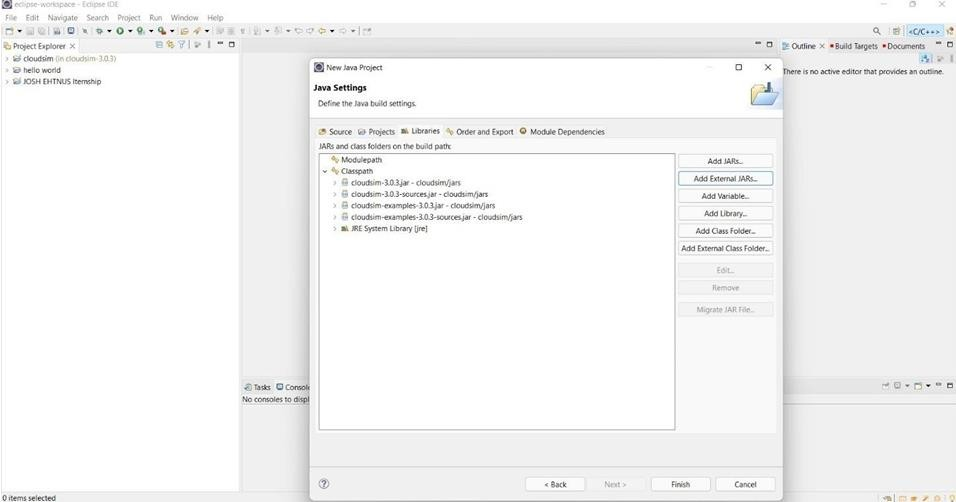 eclipse-workspace - Eclipse IDE
File Edit Navigate Search Project Run Window Help
<C/C++>
Project Explorer
cloudsim (in cloudsim-3.0.3)
hello world
JOSH EHTNUS Iternship
New Java Project
Java Settings
Define the Java build settings.
Source Projects Libraries Order and Export Module Dependencies
JARs and class folders on the build path:
Modulepath
Classpath
cloudsim-3.0.3.jar - cloudsim/jars
cloudsim-3.0.3-sources.jar - cloudsim/jars
cloudsim-examples-3.0.3.jar - cloudsim/jars
cloudsim-examples-3.0.3-sources.jar - cloudsim/jars
JRE System Library [jre]
Add JARs...
Add External JARs...
Add Variable...
Add Library...
Add Class Folder...
Add External Class Folder...
Edit...
Remove
Migrate JAR File...
< Back Next > Finish Cancel
Outline Build Targets Documents
There is no active editor that provides an outline.
Tasks Console
No consoles to displ
0 items selected